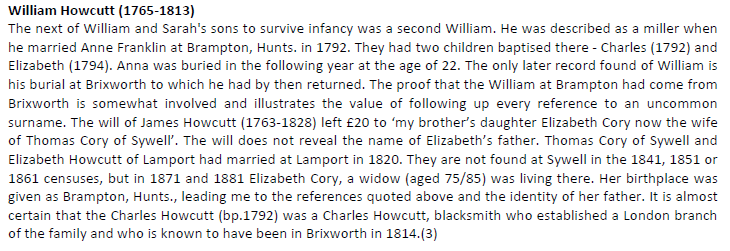 William Howcutt (1765-1813)
The next of William and Sarah's sons to survive infancy was a second William. He was described as a miller when
he married Anne Franklin at Brampton, Hunts. in 1792. They had two children baptised there - Charles (1792) and
Elizabeth (1794). Anna was buried in the following year at the age of 22. The only later record found of William is
his burial at Brixworth to which he had by then returned. The proof that the William at Brampton had come from
Brixworth is somewhat involved and illustrates the value of following up every reference to an uncommon
surname. The will of James Howcutt (1763-1828) left £20 to ‘my brother's daughter Elizabeth Cory now the wife
of Thomas Cory of Sywell’. The will does not reveal the name of Elizabeth’s father. Thomas Cory of Sywell and
Elizabeth Howcutt of Lamport had married at Lamport in 1820. They are not found at Sywell in the 1841, 1851 or
1861 censuses, but in 1871 and 1881 Elizabeth Cory, a widow (aged 75/85) was living there. Her birthplace was
given as Brampton, Hunts., leading me to the references quoted above and the identity of her father. It is almost
certain that the Charles Howcutt (bp.1792) was a Charles Howcutt, blacksmith who established a London branch
of the family and who is known to have been in Brixworth in 1814.(3)